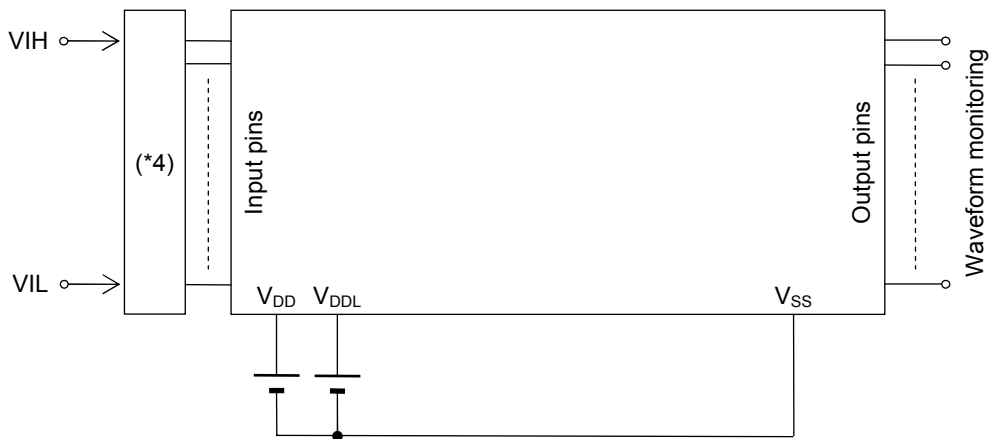 VIH
(*4)
VIL
Input pins
Output pins
Waveform monitoring
VDD
VDDL
VSS